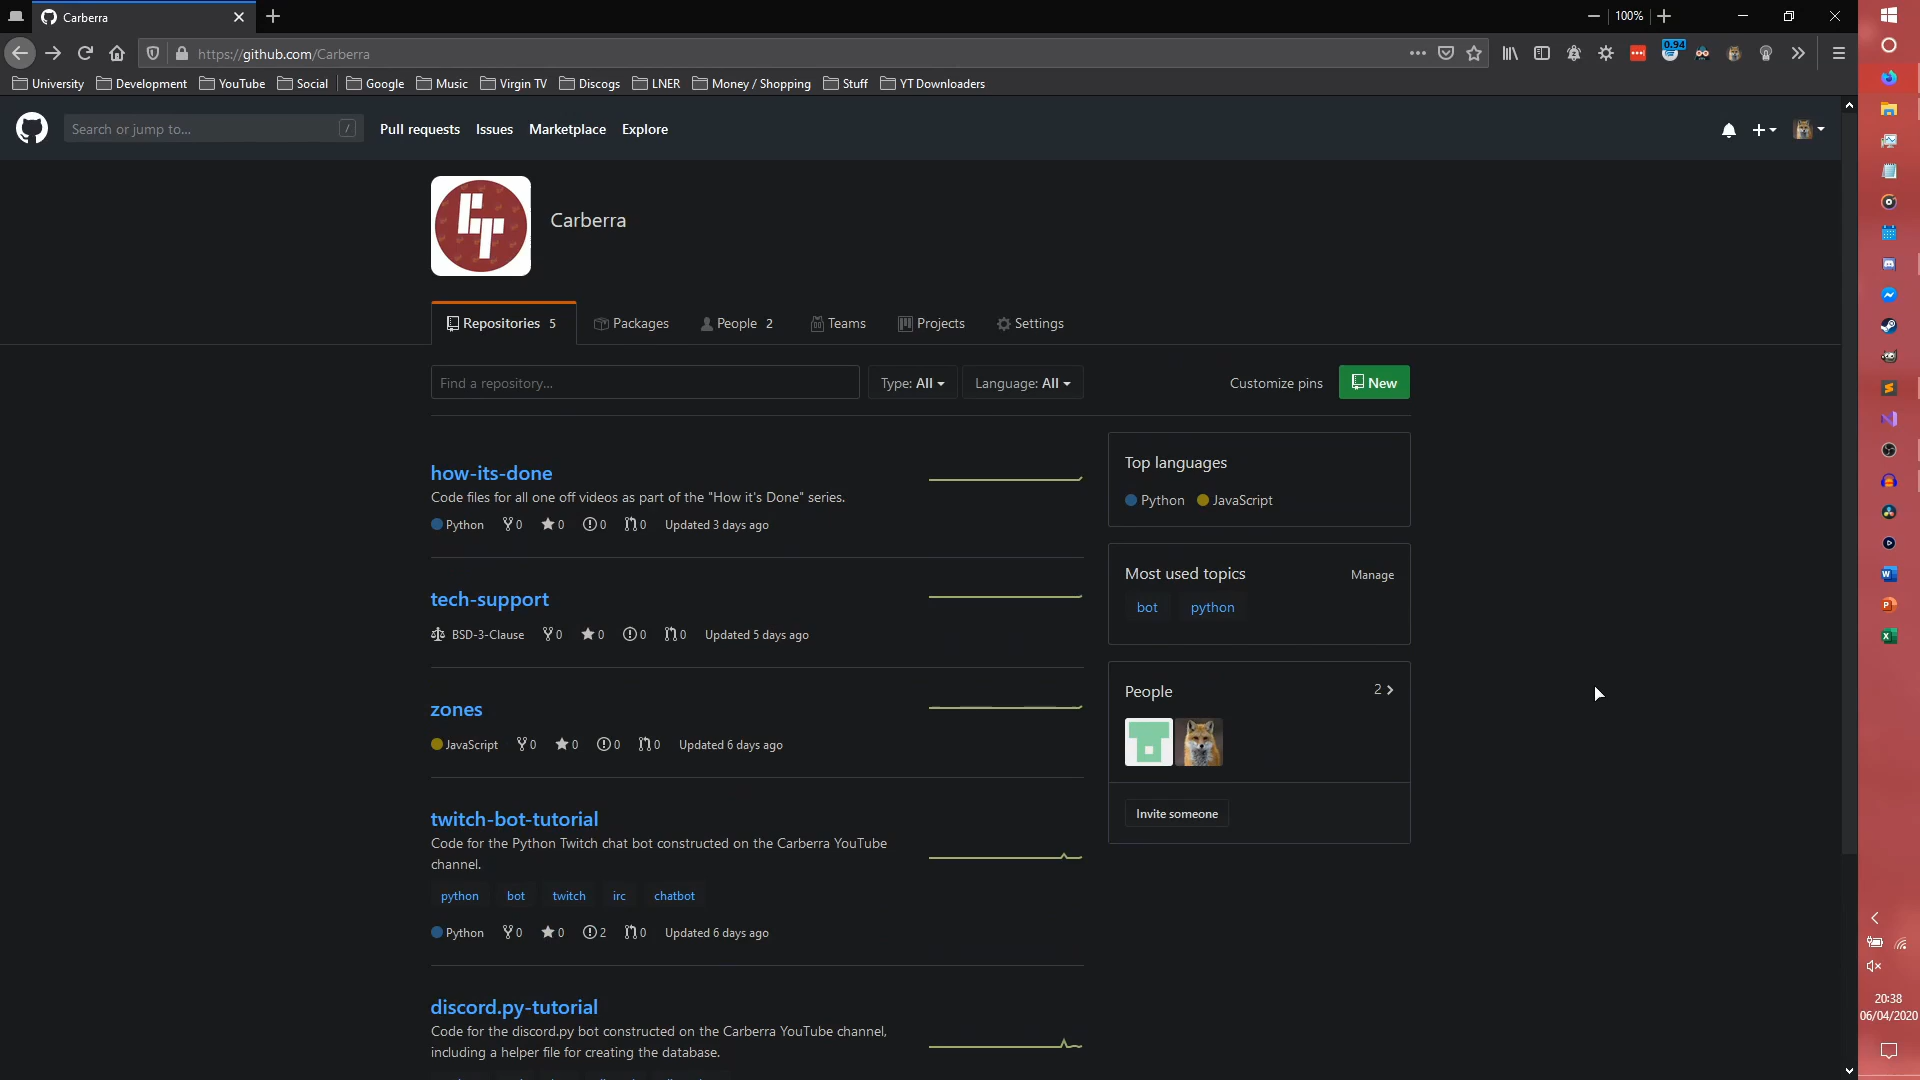 Carberra
100%
https://github.com/Carberra
0.94
University Development YouTube Social Google Music Virgin TV Discogs LNER Money / Shopping Stuff YT Downloaders
Search or jump to... /
Pull requests Issues Marketplace Explore
Carberra
Repositories 5 Packages People 2 Teams Projects Settings
Find a repository...
Type: All Language: All
Customize pins New
how-its-done
Code files for all one off videos as part of the "How it's Done" series.
Python 0 0 0 0 Updated 3 days ago
tech-support
BSD-3-Clause 0 0 0 0 Updated 5 days ago
zones
JavaScript 0 0 0 0 Updated 6 days ago
twitch-bot-tutorial
Code for the Python Twitch chat bot constructed on the Carberra YouTube
channel.
python bot twitch irc chatbot
Python 0 0 2 0 Updated 6 days ago
discord.py-tutorial
Code for the discord.py bot constructed on the Carberra YouTube channel,
including a helper file for creating the database.
Top languages
Python JavaScript
Most used topics Manage
bot python
People 2
Invite someone
20:38
06/04/2020